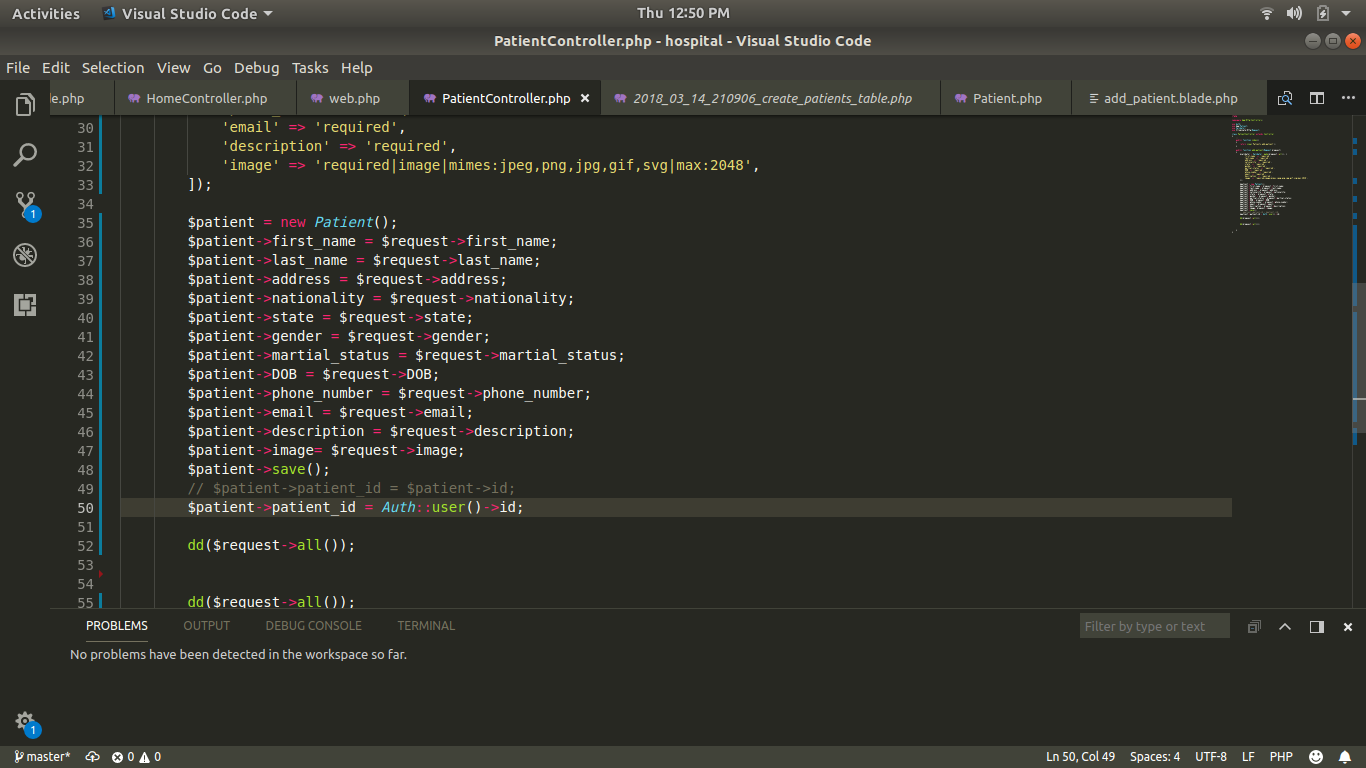 Activities Visual Studio Code Thu 12:50 PM
PatientController.php - hospital - Visual Studio Code
File Edit Selection View Go Debug Tasks Help
le.php HomeController.php web.php PatientController.php × 2018_03_14_210906_create_patients_table.php Patient.php add_patient.blade.php ...
30 'email' => 'required',
31 'description' => 'required',
32 'image' => 'required|image|mimes:jpeg,png,jpg,gif,svg|max:2048',
33 ]);
34
35 $patient = new Patient();
36 $patient->first_name = $request->first_name;
37 $patient->last_name = $request->last_name;
38 $patient->address = $request->address;
39 $patient->nationality = $request->nationality;
40 $patient->state = $request->state;
41 $patient->gender = $request->gender;
42 $patient->martial_status = $request->martial_status;
43 $patient->DOB = $request->DOB;
44 $patient->phone_number = $request->phone_number;
45 $patient->email = $request->email;
46 $patient->description = $request->description;
47 $patient->image= $request->image;
48 $patient->save();
49 // $patient->patient_id = $patient->id;
50 $patient->patient_id = Auth::user()->id;
51
52 dd($request->all());
53
54
55 dd($request->all());
1
PROBLEMS OUTPUT DEBUG CONSOLE TERMINAL Filter by type or text
No problems have been detected in the workspace so far.
1
master* 0 0 Ln 50, Col 49 Spaces: 4 UTF-8 LF PHP